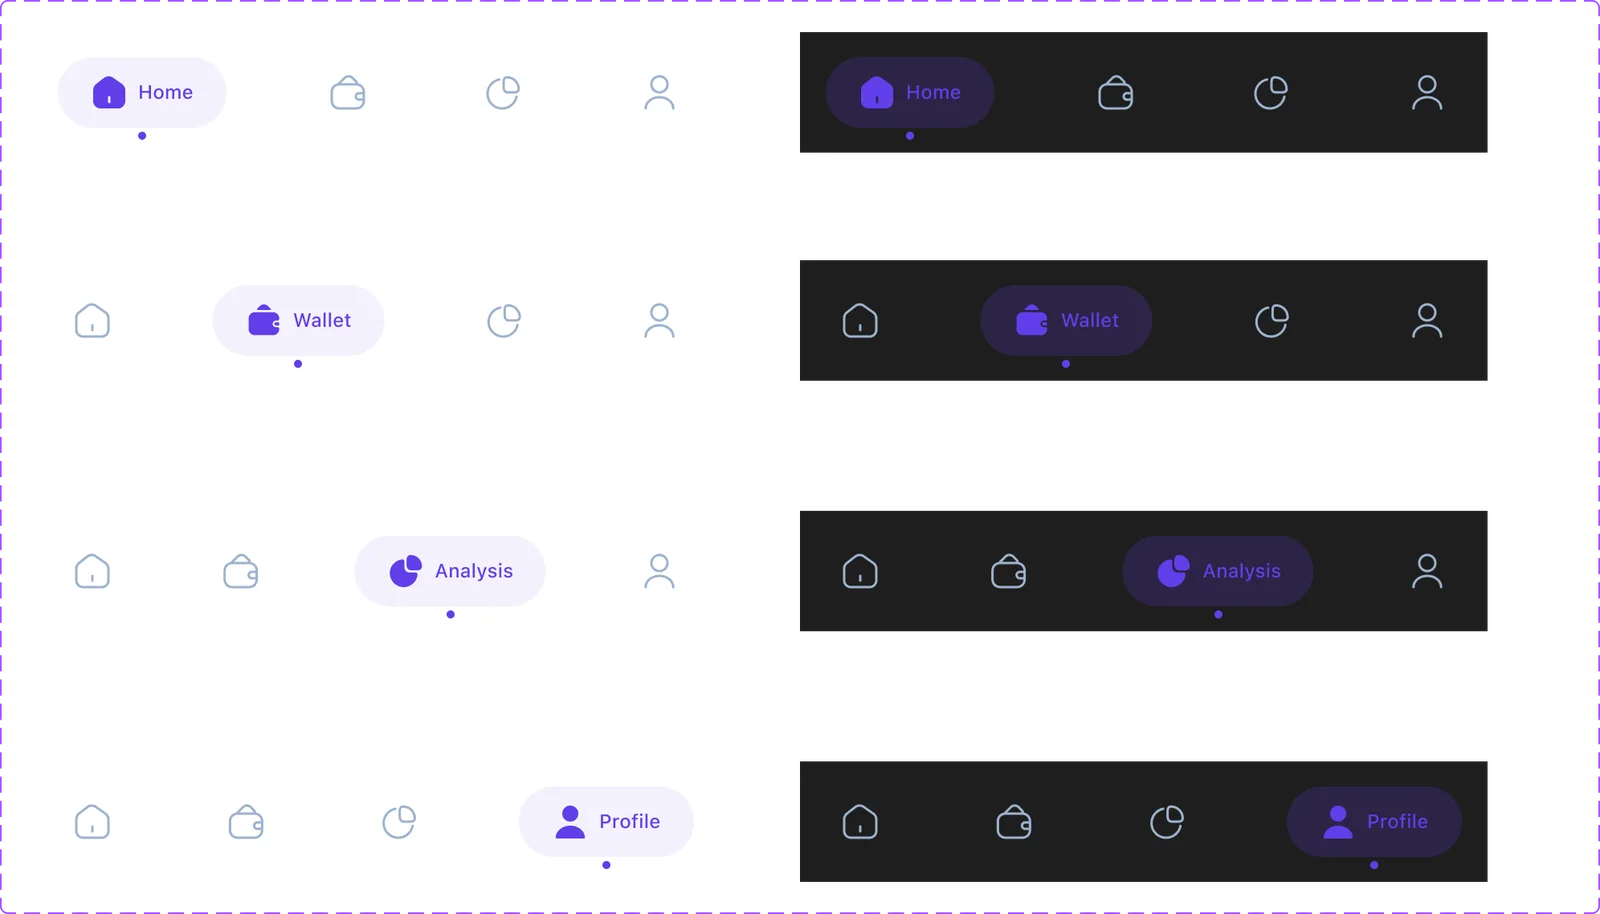 Home
Home
Wallet
Wallet
Analysis
Analysis
Profile
Profile